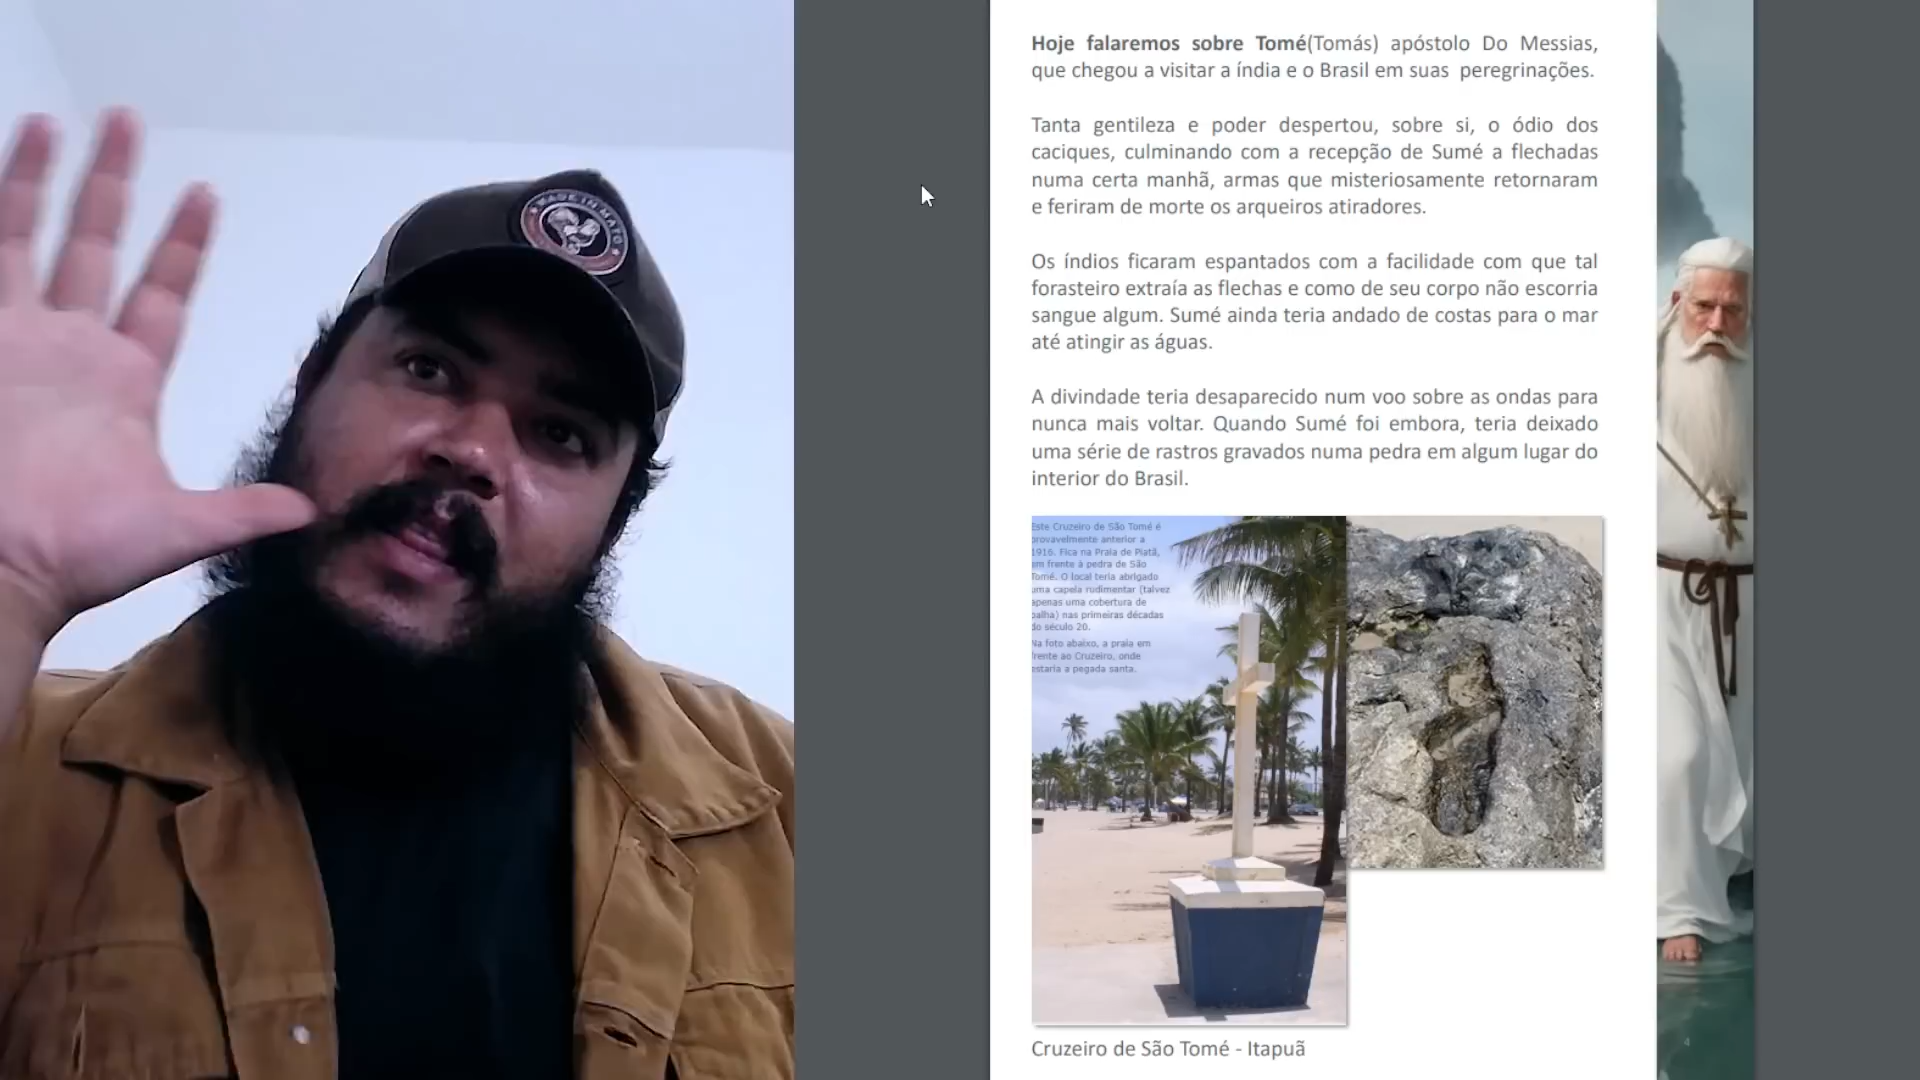 MADE IN MATO
Hoje falaremos sobre Tomé(Tomás) apóstolo Do Messias,
que chegou a visitar a índia e o Brasil em suas peregrinações.
Tanta gentileza e poder despertou, sobre si, o ódio dos
caciques, culminando com a recepção de Sumé a flechadas
numa certa manhã, armas que misteriosamente retornaram
e feriram de morte os arqueiros atiradores.
Os índios ficaram espantados com a facilidade com que tal
forasteiro extraía as flechas e como de seu corpo não escorria
sangue algum. Sumé ainda teria andado de costas para o mar
até atingir as águas.
A divindade teria desaparecido num voo sobre as ondas para
nunca mais voltar. Quando Sumé foi embora, teria deixado
uma série de rastros gravados numa pedra em algum lugar do
interior do Brasil.
Este Cruzeiro de São Tomé é
provavelmente anterior a
1916. Fica na Praia de Piatã,
em frente à pedra de São
Tomé. O local teria abrigado
uma capela rudimentar (talvez
apenas uma cobertura de
palha) nas primeiras décadas
do século 20.
Na foto abaixo, a praia em
frente ao Cruzeiro, onde
estaria a pegada santa.
Cruzeiro de São Tomé - Itapuã
4